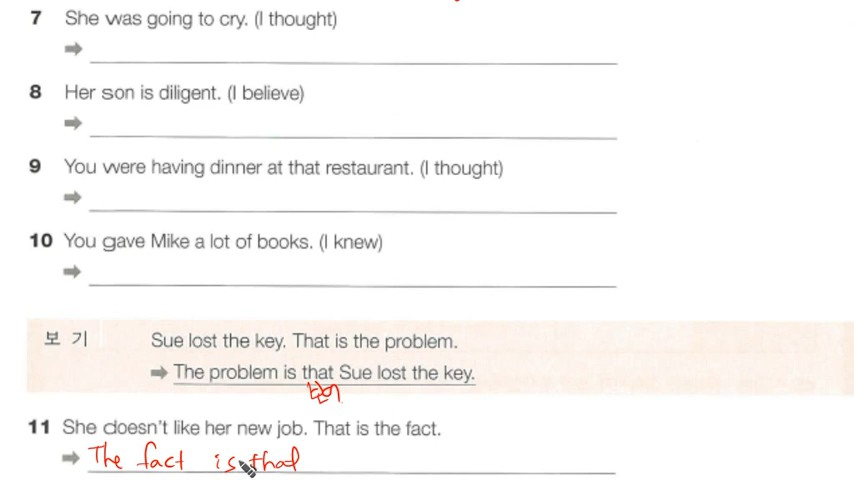 7 She was going to cry. (I thought)
➡
8 Her son is diligent. (I believe)
➡
9 You were having dinner at that restaurant. (I thought)
➡
10 You gave Mike a lot of books. (I knew)
➡
보 기 Sue lost the key. That is the problem.
➡ The problem is that Sue lost the key.
보어
11 She doesn't like her new job. That is the fact.
➡ The fact is that